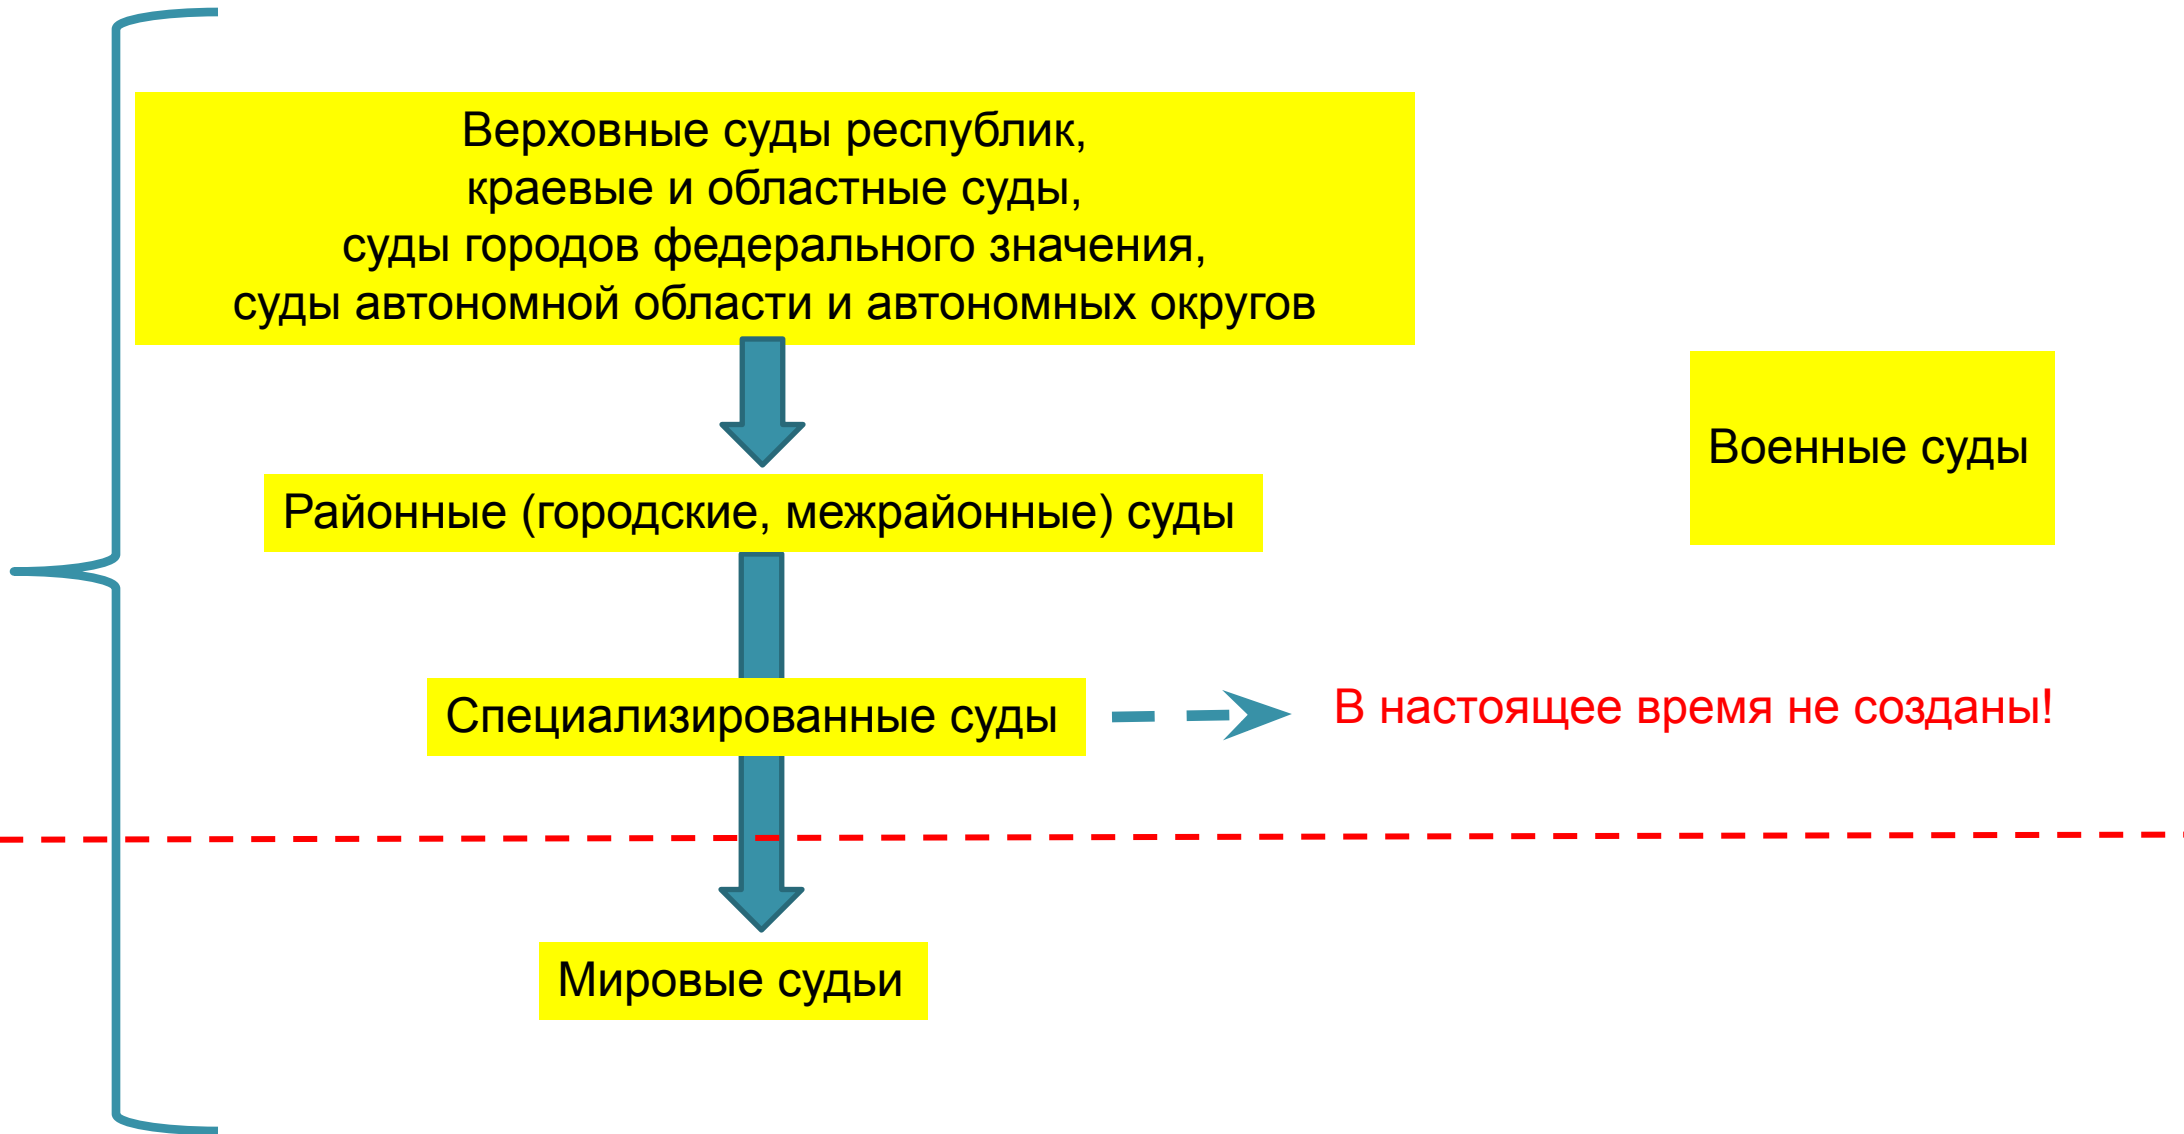 Верховные суды республик,
краевые и областные суды,
суды городов федерального значения,
суды автономной области и автономных округов
Военные суды
Районные (городские, межрайонные) суды
Специализированные суды
В настоящее время не созданы!
Мировые судьи